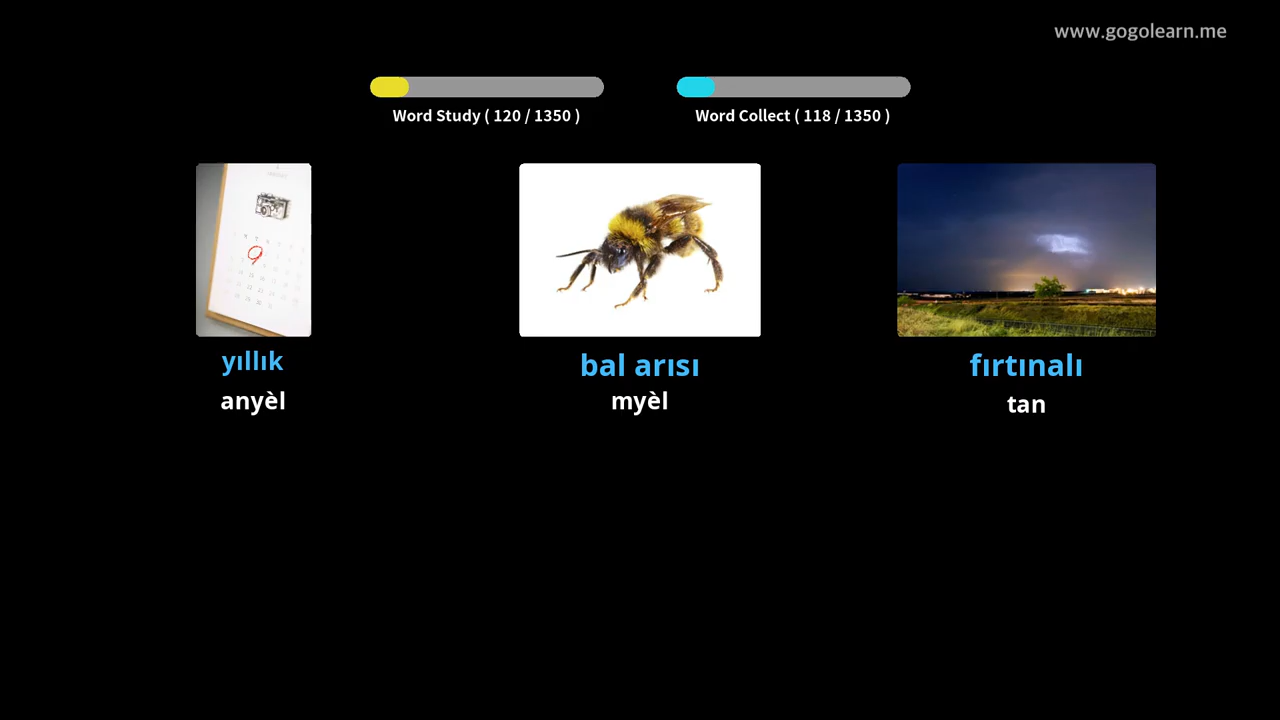 www.gogolearn.me
Word Study ( 120 / 1350 )
Word Collect ( 118 / 1350 )
yıllık
anyèl
bal arısı
myèl
fırtınalı
tan